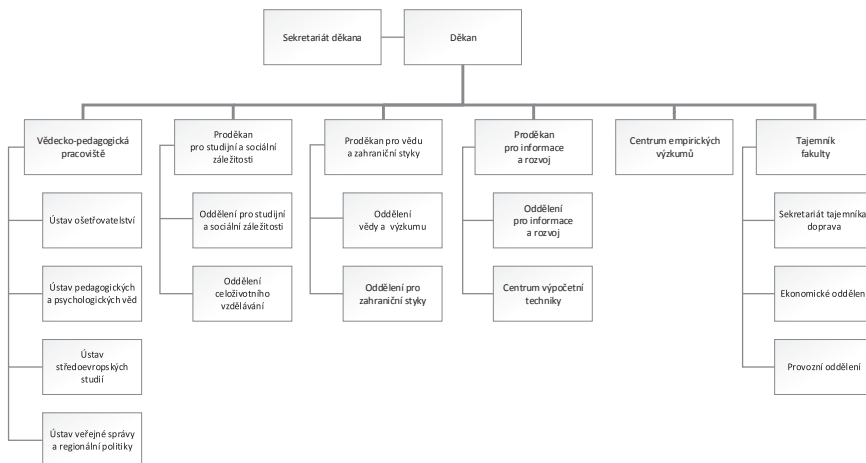 Sekretariát děkana
Děkan
Vědecko-pedagogická
pracoviště
Proděkan
pro studijní a sociální
záležitosti
Proděkan pro vědu
a zahraniční styky
Proděkan
pro informace
a rozvoj
Centrum empirických
výzkumů
Tajemník
fakulty
Ústav ošetřovatelství
Oddělení pro studijní
a sociální záležitosti
Oddělení
vědy a výzkumu
Oddělení
pro informace
a rozvoj
Sekretariát tajemníka
doprava
Ústav pedagogických
a psychologických věd
Oddělení
celoživotního
vzdělávání
Oddělení pro
zahraniční styky
Centrum výpočetní
techniky
Ekonomické oddělen
Ústav
středoevropských
studií
Provozní oddělení
Ústav veřejné správy
a regionální politiky